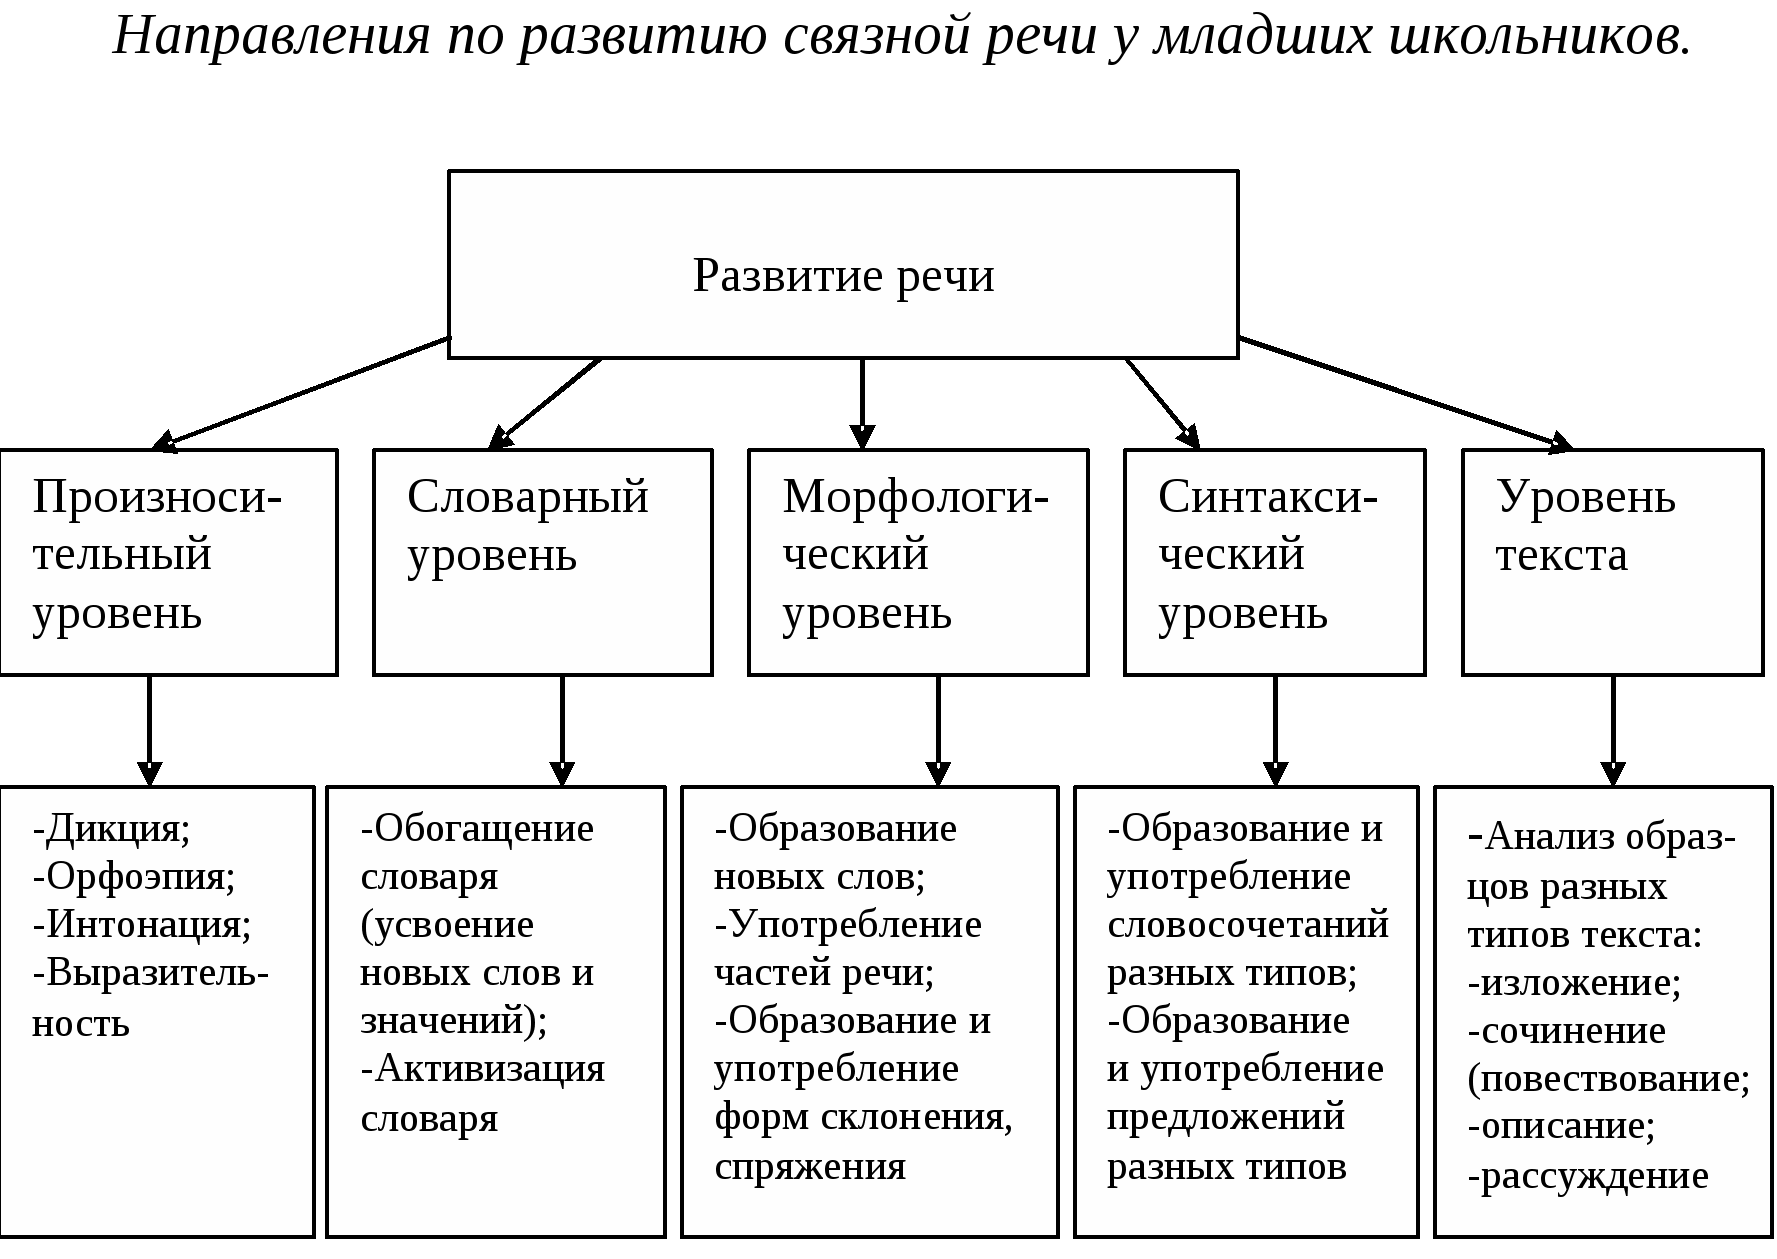 Направления по развитию связной речи у младших школьников.
Развитие речи
Произноси-
тельный
уровень
Словарный
уровень
Морфологи-
ческий
уровень
Синтакси-
ческий
уровень
Уровень
текста
-Дикция;
-Орфоэпия;
-Интонация;
-Выразитель-
ность
-Обогащение
словаря
(усвоение
новых слов и
значений);
-Активизация
словаря
-Образование
новых слов;
-Употребление
частей речи;
-Образование и
употребление
форм склонения,
спряжения
-Образование и
употребление
словосочетаний
разных типов;
-Образование
и употребление
предложений
разных типов
-Анализ образ-
цов разных
типов текста:
-изложение;
-сочинение
(повествование;
-описание;
-рассуждение